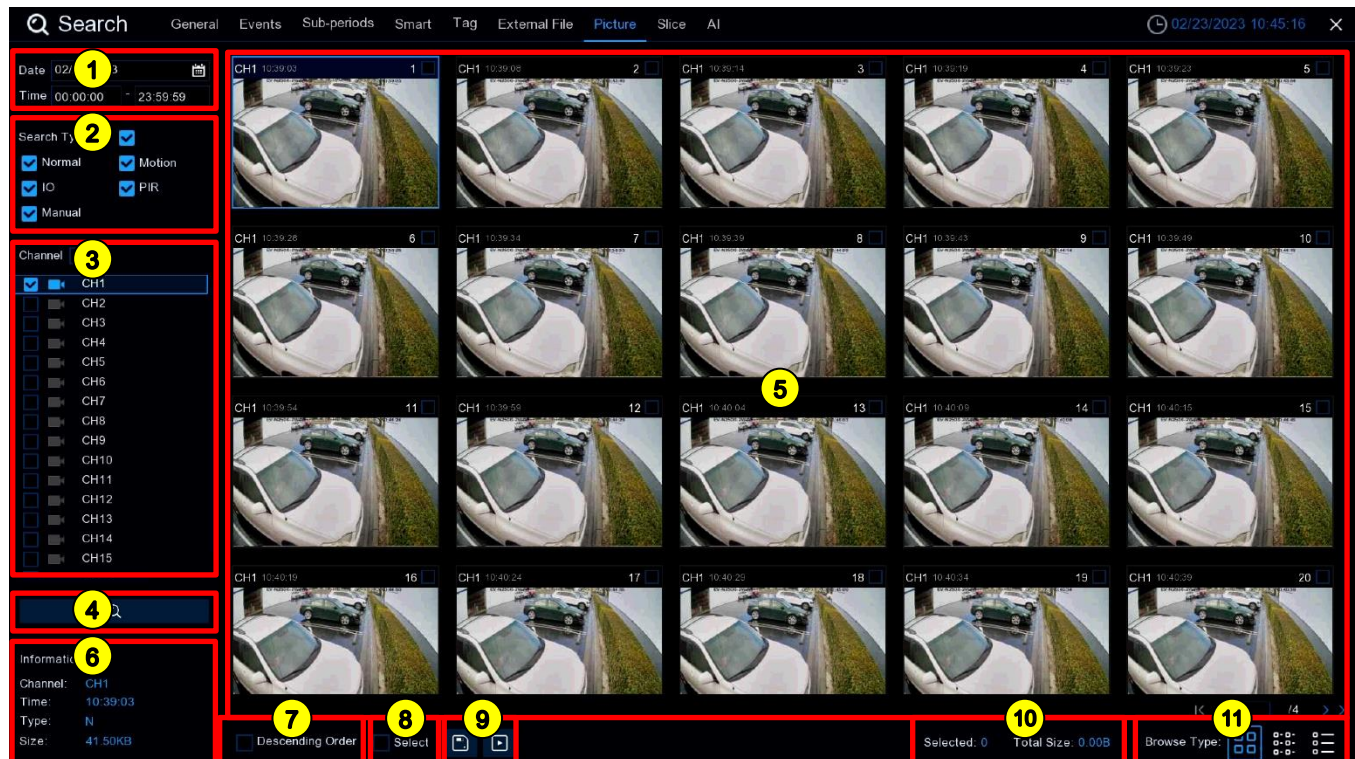 Search General Events Sub-periods Smart Tag External File Picture Slice AI 02/23/2023 10:45:16
Date 02/ 3
1
Time 00:00:00 - 23:59:59
Search Ty
2
Normal Motion
IO PIR
Manual
Channel
3
CH1
CH2
CH3
CH4
CH5
CH6
CH7
CH8
CH9
CH10
CH11
CH12
CH13
CH14
CH15
4
6
Informatio
Channel: CH1
Time: 10:39:03
Type: N
Size: 41.50KB
CH1 10:39:03 1 CH1 10:39:08 2 CH1 10:39:14 3 CH1 10:39:19 4 CH1 10:39:23 5
CH1 10:39:28 6 CH1 10:39:34 7 CH1 10:39:39 8 CH1 10:39:43 9 CH1 10:39:49 10
5
CH1 10:39:54 11 CH1 10:39:59 12 CH1 10:40:04 13 CH1 10:40:09 14 CH1 10:40:15 15
CH1 10:40:19 16 CH1 10:40:24 17 CH1 10:40:29 18 CH1 10:40:34 19 CH1 10:40:39 20
/4
7 8 9 10 11
Descending Order Select Selected: 0 Total Size: 0.00B Browse Type: